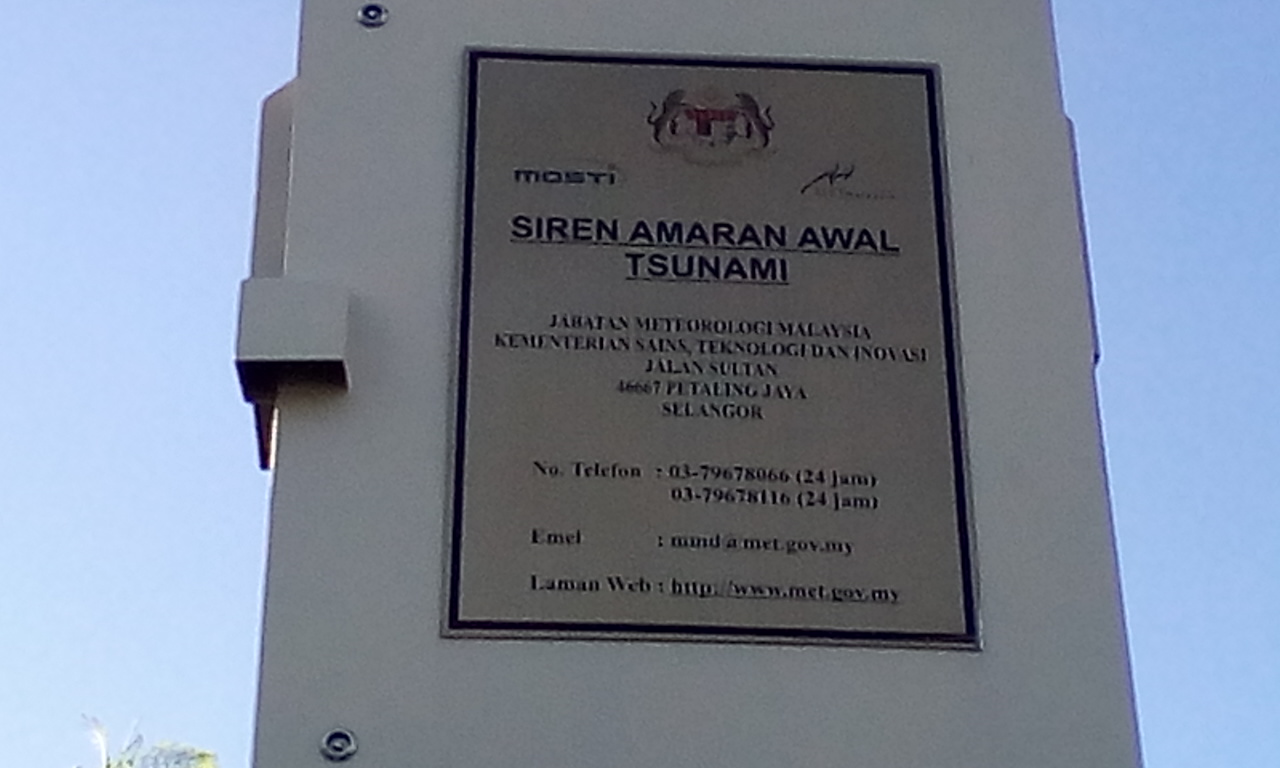 MOSTI
SIREN AMARAN AWAL
TSUNAMI
JABATAN METEOROLOGI MALAYSIA
KEMENTERIAN SAINS, TEKNOLOGI DAN INOVASI
JALAN SULTAN
46667 PETALING JAYA
SELANGOR
No. Telefon : 03-79678066 (24 jam)
03-79678116 (24 jam)
Emel : mmd@met.gov.my
Laman Web : http://www.met.gov.my